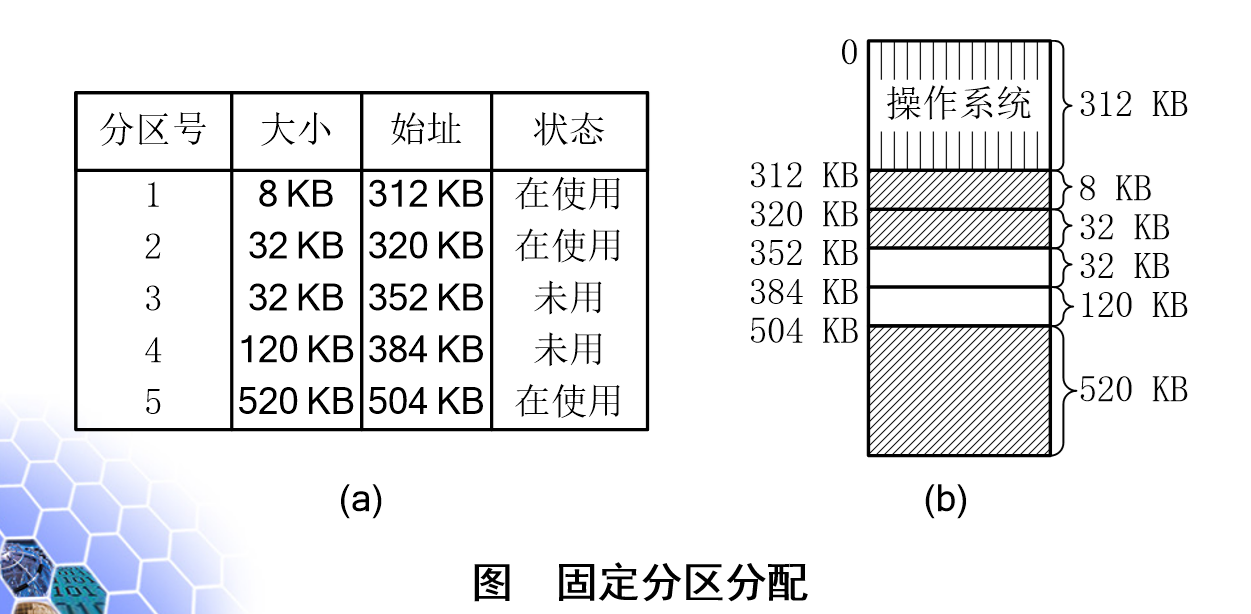 分区号 大小 始址 状态
1 8 KB 312 KB 在使用
2 32 KB 320 KB 在使用
3 32 KB 352 KB 未用
4 120 KB 384 KB 未用
5 520 KB 504 KB 在使用
(a)
0
操作系统
312 KB
312 KB
8 KB
320 KB
32 KB
352 KB
32 KB
384 KB
120 KB
504 KB
520 KB
(b)
图 固定分区分配